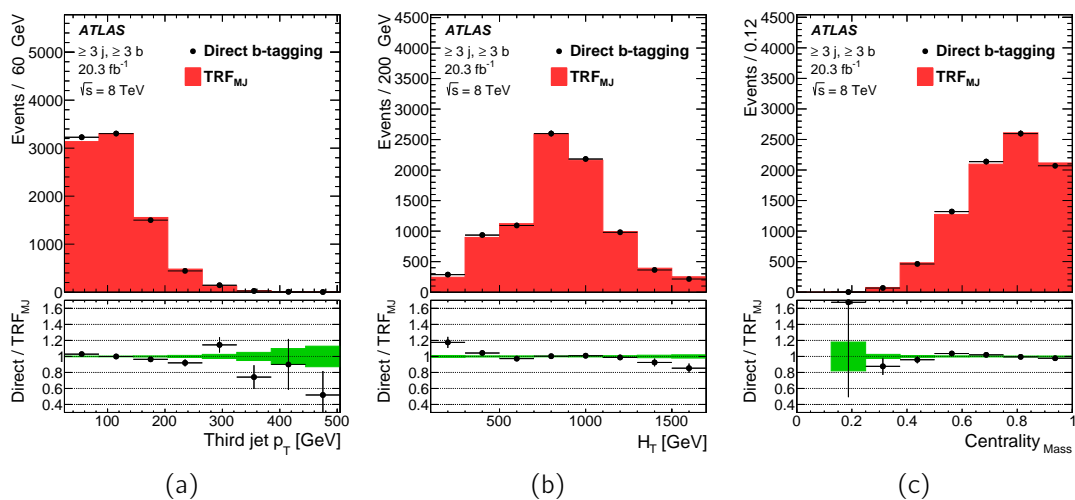 ATLAS
≥ 3 j, ≥ 3 b
20.3 fb⁻¹
√s = 8 TeV
Direct b-tagging
TRF_MJ
Events / 60 GeV
5000
4000
3000
2000
1000
0
Direct / TRF_MJ
1.6
1.4
1.2
1
0.8
0.6
0.4
100 200 300 400 500
Third jet p_T [GeV]
(a)
ATLAS
≥ 3 j, ≥ 3 b
20.3 fb⁻¹
√s = 8 TeV
Direct b-tagging
TRF_MJ
Events / 200 GeV
4500
4000
3500
3000
2500
2000
1500
1000
500
0
Direct / TRF_MJ
1.6
1.4
1.2
1
0.8
0.6
0.4
500 1000 1500
H_T [GeV]
(b)
ATLAS
≥ 3 j, ≥ 3 b
20.3 fb⁻¹
√s = 8 TeV
Direct b-tagging
TRF_MJ
Events / 0.12
4500
4000
3500
3000
2500
2000
1500
1000
500
0
Direct / TRF_MJ
1.6
1.4
1.2
1
0.8
0.6
0.4
0 0.2 0.4 0.6 0.8 1
Centrality_Mass
(c)